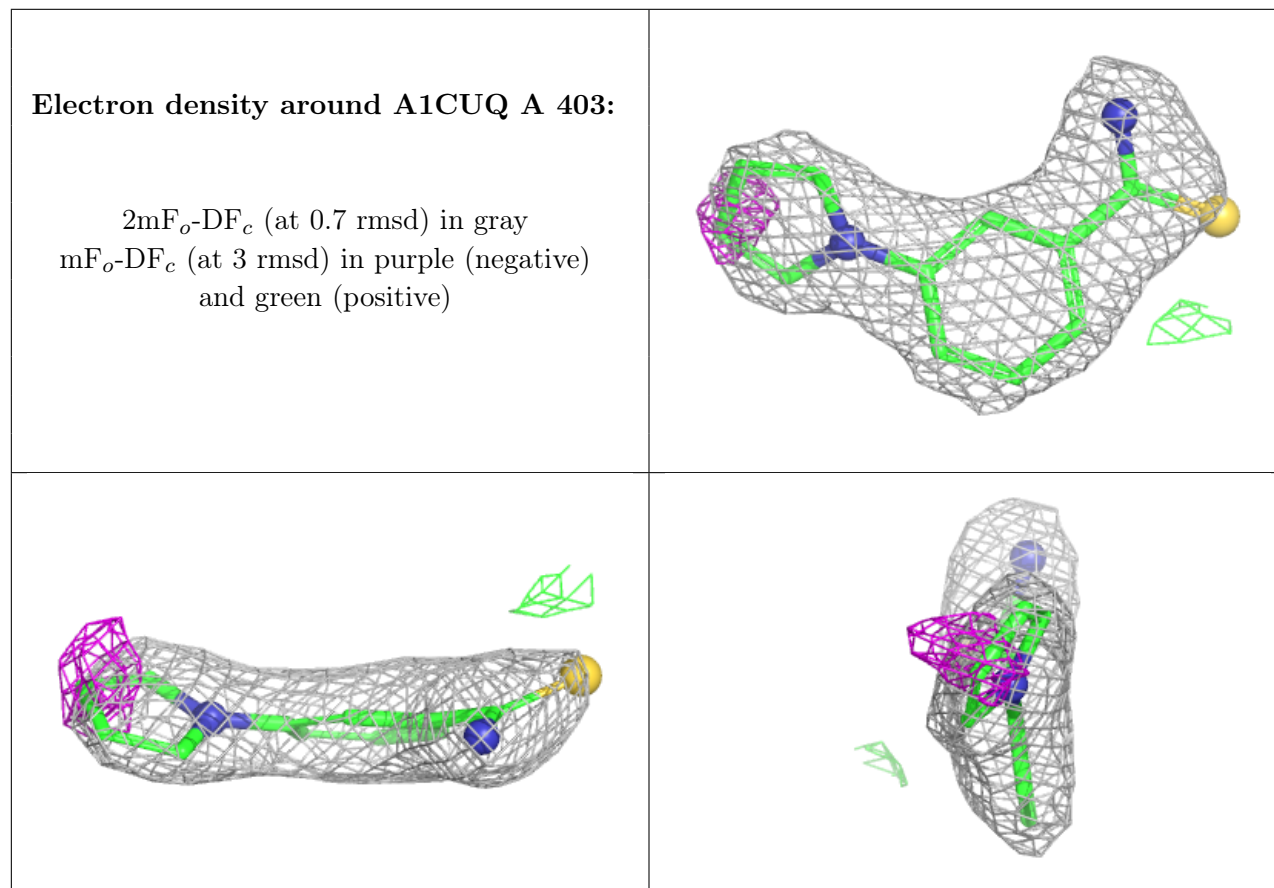 Electron density around A1CUQ A 403:
2mFₒ-DF𝑐 (at 0.7 rmsd) in gray
mFₒ-DF𝑐 (at 3 rmsd) in purple (negative)
and green (positive)